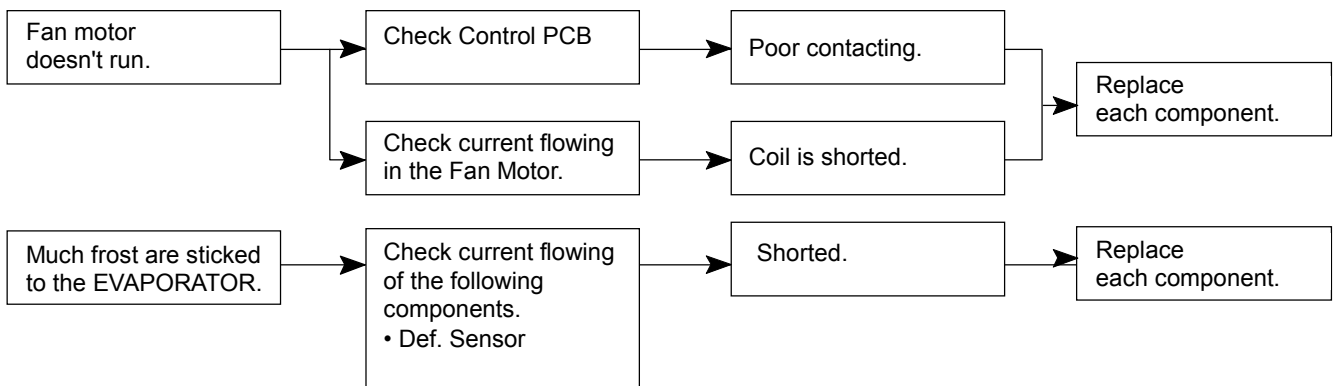 Fan motor
doesn't run.
Check Control PCB
Poor contacting.
Replace
each component.
Check current flowing
in the Fan Motor.
Coil is shorted.
Much frost are sticked
to the EVAPORATOR.
Check current flowing
of the following
components.
• Def. Sensor
Shorted.
Replace
each component.